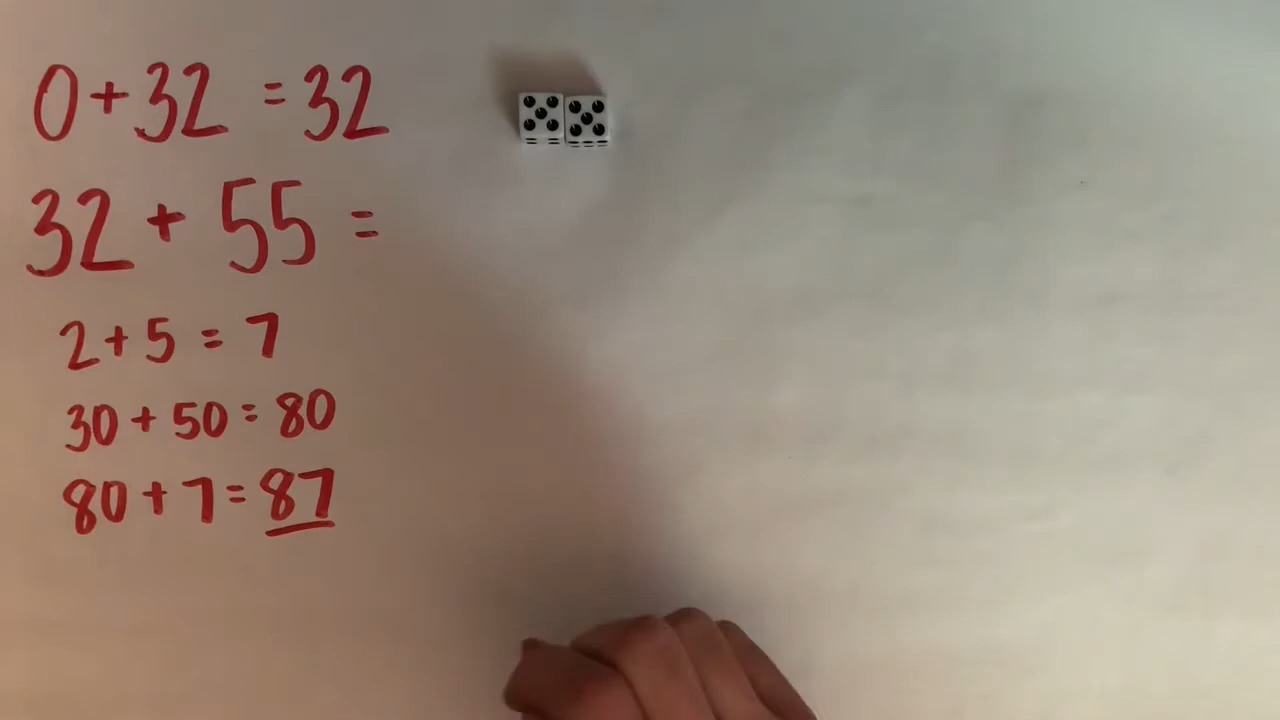 0 + 32 = 32
32 + 55 =
2 + 5 = 7
30 + 50 = 80
80 + 7 = 87